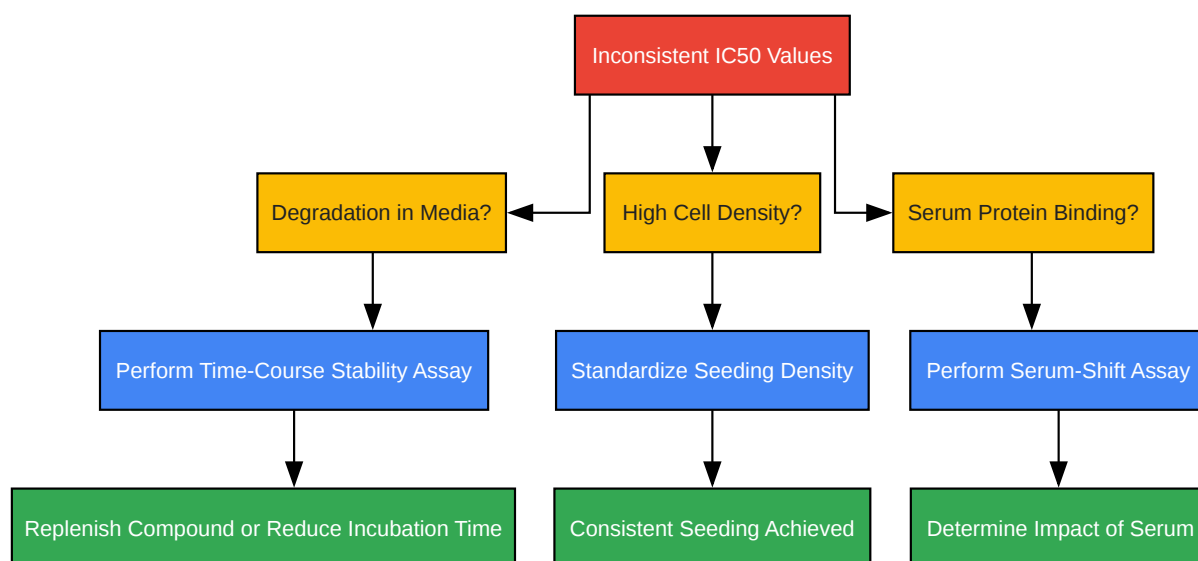 Inconsistent IC50 Values
Degradation in Media?
High Cell Density?
Serum Protein Binding?
Perform Time-Course Stability Assay
Standardize Seeding Density
Perform Serum-Shift Assay
Replenish Compound or Reduce Incubation Time
Consistent Seeding Achieved
Determine Impact of Serum